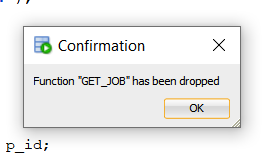 );
Confirmation
Function "GET_JOB" has been dropped
OK
p_id;